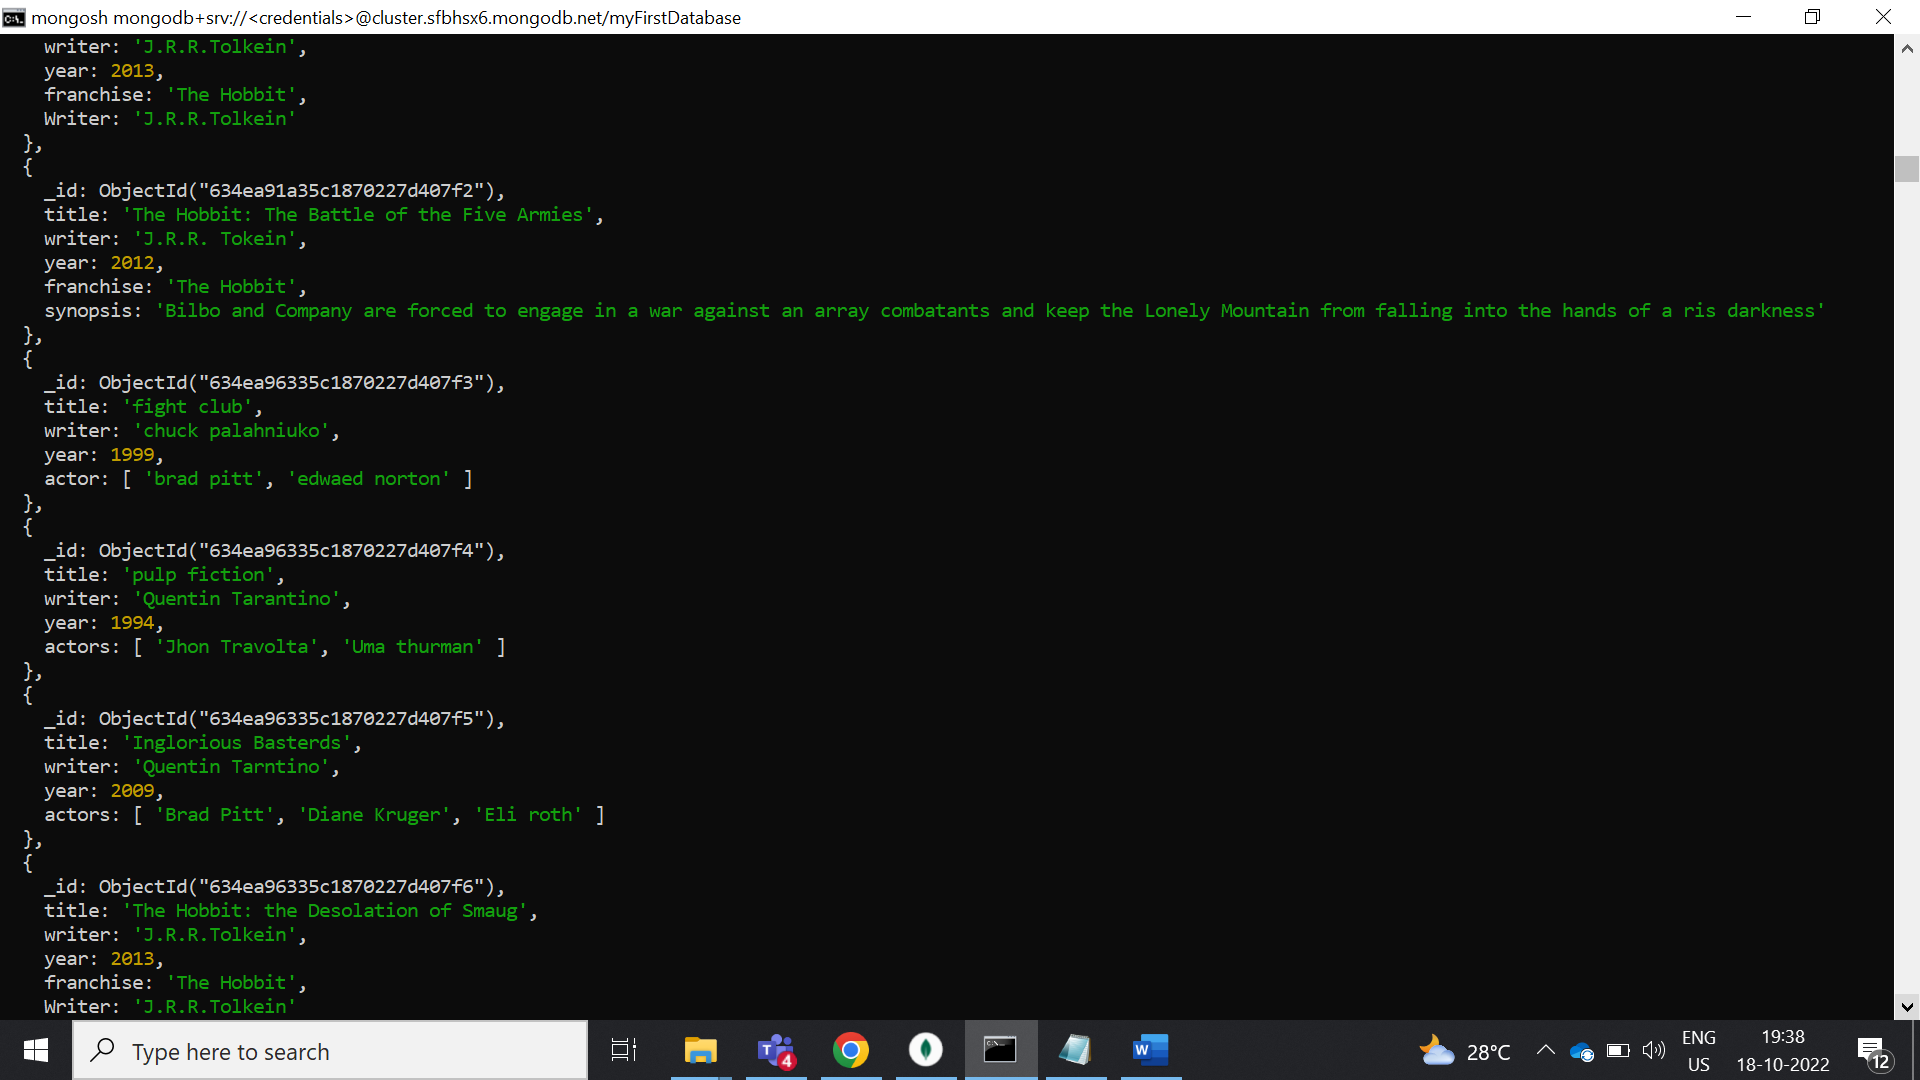 mongosh mongodb+srv://<credentials>@cluster.sfbhsx6.mongodb.net/myFirstDatabase
writer: 'J.R.R.Tolkein',
year: 2013,
franchise: 'The Hobbit',
Writer: 'J.R.R.Tolkein'
},
{
_id: ObjectId("634ea91a35c1870227d407f2"),
title: 'The Hobbit: The Battle of the Five Armies',
writer: 'J.R.R. Tokein',
year: 2012,
franchise: 'The Hobbit',
synopsis: 'Bilbo and Company are forced to engage in a war against an array combatants and keep the Lonely Mountain from falling into the hands of a ris darkness'
},
{
_id: ObjectId("634ea96335c1870227d407f3"),
title: 'fight club',
writer: 'chuck palahniuko',
year: 1999,
actor: [ 'brad pitt', 'edwaed norton' ]
},
{
_id: ObjectId("634ea96335c1870227d407f4"),
title: 'pulp fiction',
writer: 'Quentin Tarantino',
year: 1994,
actors: [ 'Jhon Travolta', 'Uma thurman' ]
},
{
_id: ObjectId("634ea96335c1870227d407f5"),
title: 'Inglorious Basterds',
writer: 'Quentin Tarntino',
year: 2009,
actors: [ 'Brad Pitt', 'Diane Kruger', 'Eli roth' ]
},
{
_id: ObjectId("634ea96335c1870227d407f6"),
title: 'The Hobbit: the Desolation of Smaug',
writer: 'J.R.R.Tolkein',
year: 2013,
franchise: 'The Hobbit',
Writer: 'J.R.R.Tolkein'
Type here to search
4
28°C
ENG
US
19:38
18-10-2022
12